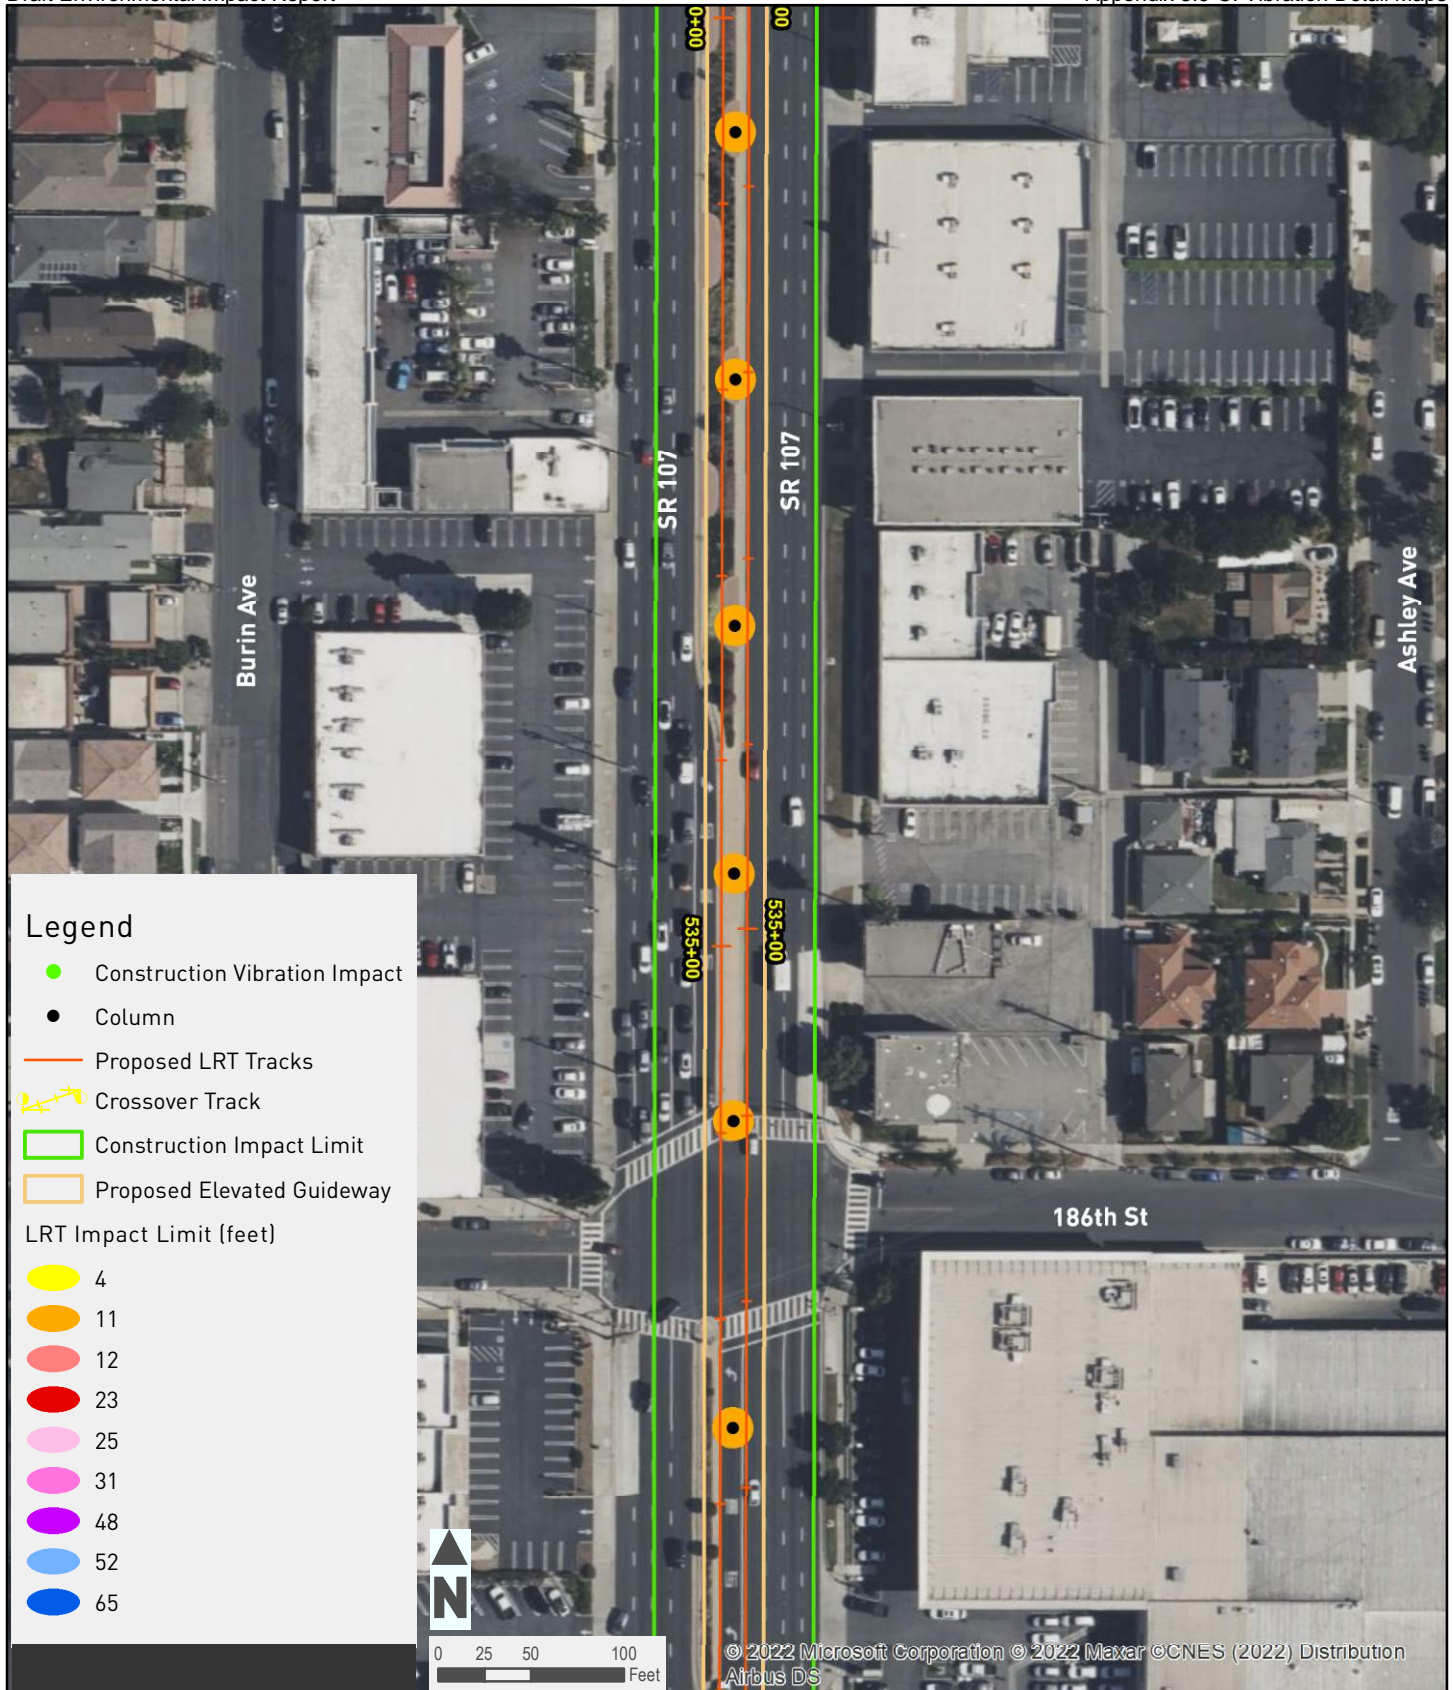 0+00
00
SR 107
SR 107
Burin Ave
Ashley Ave
535+00
535+00
186th St
Legend
Construction Vibration Impact
Column
Proposed LRT Tracks
Crossover Track
Construction Impact Limit
Proposed Elevated Guideway
LRT Impact Limit (feet)
4
11
12
23
25
31
48
52
65
N
0 25 50 100
Feet
© 2022 Microsoft Corporation © 2022 Maxar ©CNES (2022) Distribution
Airbus DS